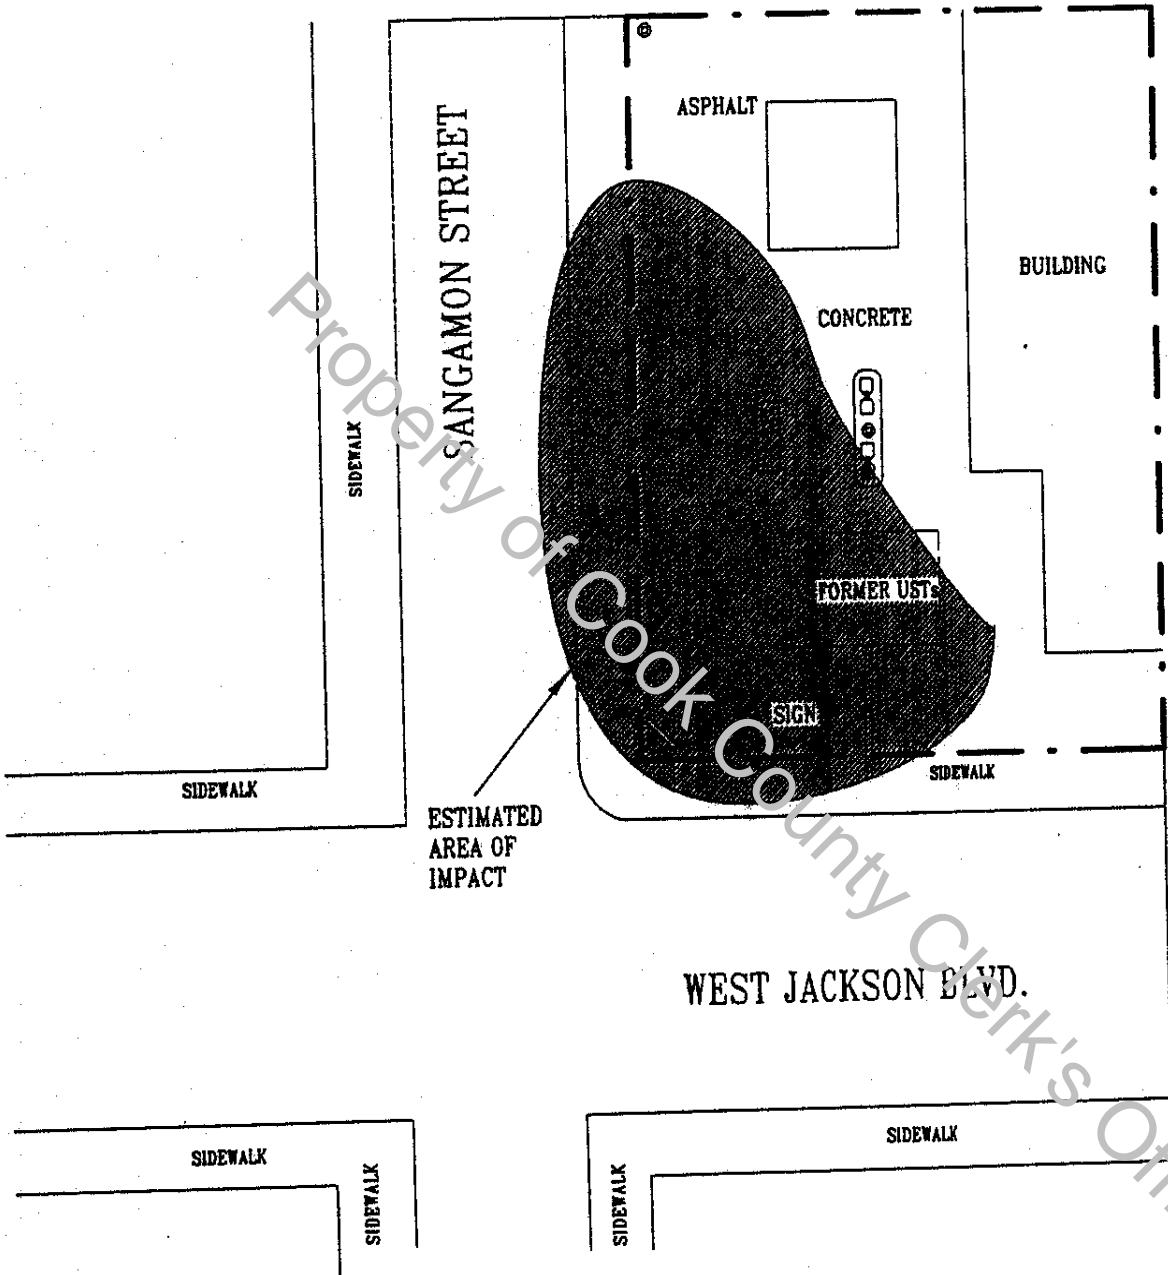 ASPHALT
SANGAMON STREET
BUILDING
CONCRETE
SIDEWALK
FORMER USTs
SIGN
SIDEWALK
SIDEWALK
ESTIMATED
AREA OF
IMPACT
WEST JACKSON BLVD.
SIDEWALK
SIDEWALK
SIDEWALK
SIDEWALK
Property of Cook County Clerk's